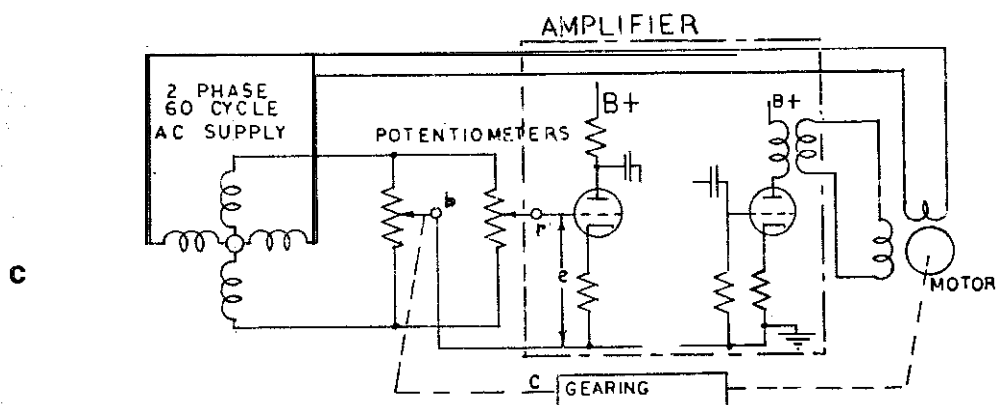 AMPLIFIER
2 PHASE
60 CYCLE
AC SUPPLY
POTENTIOMETERS
B+
B+
b
r
e
C
MOTOR
C
GEARING